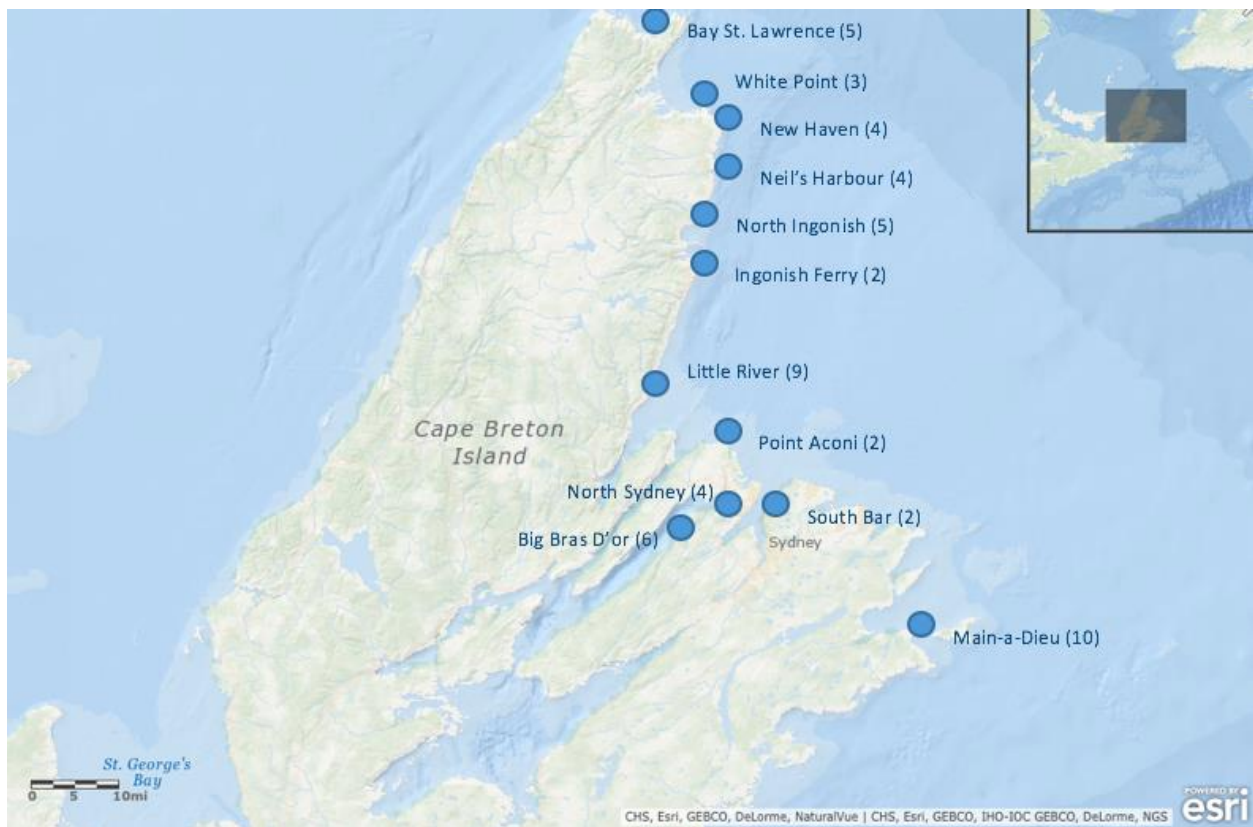 Bay St. Lawrence (5)
White Point (3)
New Haven (4)
Neil's Harbour (4)
North Ingonish (5)
Ingonish Ferry (2)
Little River (9)
Cape Breton
Island
Point Aconi (2)
North Sydney (4)
South Bar (2)
Big Bras D'or (6)
Sydney
Main-a-Dieu (10)
St. George's
Bay
0 5 10mi
CHS, Esri, GEBCO, DeLorme, NaturalVue | CHS, Esri, GEBCO, IHO-IOC GEBCO, DeLorme, NGS
POWERED BY
esri